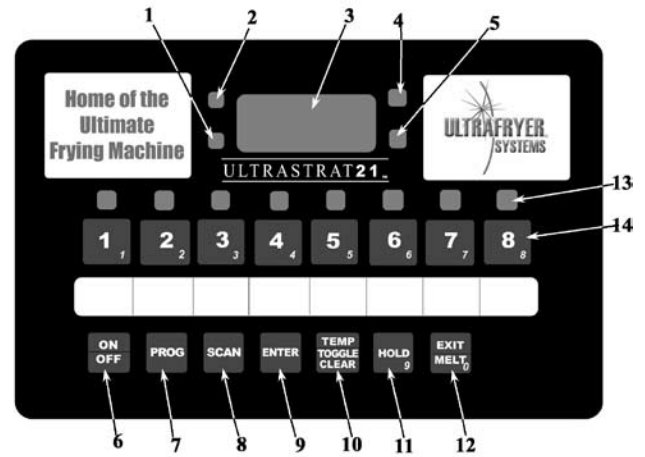 1
2
3
4
5
Home of the
Ultimate
Frying Machine
ULTRAFRYER
SYSTEMS
ULTRASTRAT21™
13
1 1
2 2
3 3
4 4
5 5
6 6
7 7
8 8
14
ON
OFF
PROG
SCAN
ENTER
TEMP
TOGGLE
CLEAR
HOLD
9
EXIT
MELT
0
6
7
8
9
10
11
12